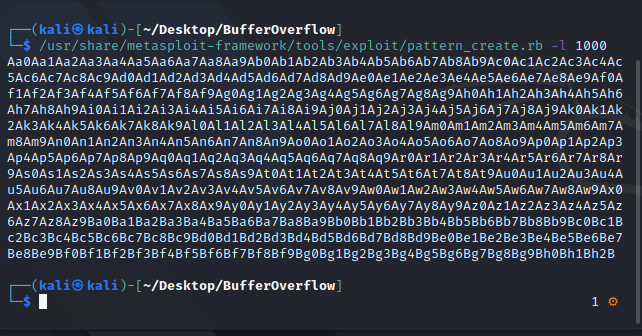 ┌──(kali㉿kali)-[~/Desktop/BufferOverflow]
└─$ /usr/share/metasploit-framework/tools/exploit/pattern_create.rb -l 1000
Aa0Aa1Aa2Aa3Aa4Aa5Aa6Aa7Aa8Aa9Ab0Ab1Ab2Ab3Ab4Ab5Ab6Ab7Ab8Ab9Ac0Ac1Ac2Ac3Ac4Ac
5Ac6Ac7Ac8Ac9Ad0Ad1Ad2Ad3Ad4Ad5Ad6Ad7Ad8Ad9Ae0Ae1Ae2Ae3Ae4Ae5Ae6Ae7Ae8Ae9Af0A
f1Af2Af3Af4Af5Af6Af7Af8Af9Ag0Ag1Ag2Ag3Ag4Ag5Ag6Ag7Ag8Ag9Ah0Ah1Ah2Ah3Ah4Ah5Ah6
Ah7Ah8Ah9Ai0Ai1Ai2Ai3Ai4Ai5Ai6Ai7Ai8Ai9Aj0Aj1Aj2Aj3Aj4Aj5Aj6Aj7Aj8Aj9Ak0Ak1Ak
2Ak3Ak4Ak5Ak6Ak7Ak8Ak9Al0Al1Al2Al3Al4Al5Al6Al7Al8Al9Am0Am1Am2Am3Am4Am5Am6Am7A
m8Am9An0An1An2An3An4An5An6An7An8An9Ao0Ao1Ao2Ao3Ao4Ao5Ao6Ao7Ao8Ao9Ap0Ap1Ap2Ap3
Ap4Ap5Ap6Ap7Ap8Ap9Aq0Aq1Aq2Aq3Aq4Aq5Aq6Aq7Aq8Aq9Ar0Ar1Ar2Ar3Ar4Ar5Ar6Ar7Ar8Ar
9As0As1As2As3As4As5As6As7As8As9At0At1At2At3At4At5At6At7At8At9Au0Au1Au2Au3Au4A
u5Au6Au7Au8Au9Av0Av1Av2Av3Av4Av5Av6Av7Av8Av9Aw0Aw1Aw2Aw3Aw4Aw5Aw6Aw7Aw8Aw9Ax0
Ax1Ax2Ax3Ax4Ax5Ax6Ax7Ax8Ax9Ay0Ay1Ay2Ay3Ay4Ay5Ay6Ay7Ay8Ay9Az0Az1Az2Az3Az4Az5Az
6Az7Az8Az9Ba0Ba1Ba2Ba3Ba4Ba5Ba6Ba7Ba8Ba9Bb0Bb1Bb2Bb3Bb4Bb5Bb6Bb7Bb8Bb9Bc0Bc1B
c2Bc3Bc4Bc5Bc6Bc7Bc8Bc9Bd0Bd1Bd2Bd3Bd4Bd5Bd6Bd7Bd8Bd9Be0Be1Be2Be3Be4Be5Be6Be7
Be8Be9Bf0Bf1Bf2Bf3Bf4Bf5Bf6Bf7Bf8Bf9Bg0Bg1Bg2Bg3Bg4Bg5Bg6Bg7Bg8Bg9Bh0Bh1Bh2B
┌──(kali㉿kali)-[~/Desktop/BufferOverflow]
└─$ 1 ⚙